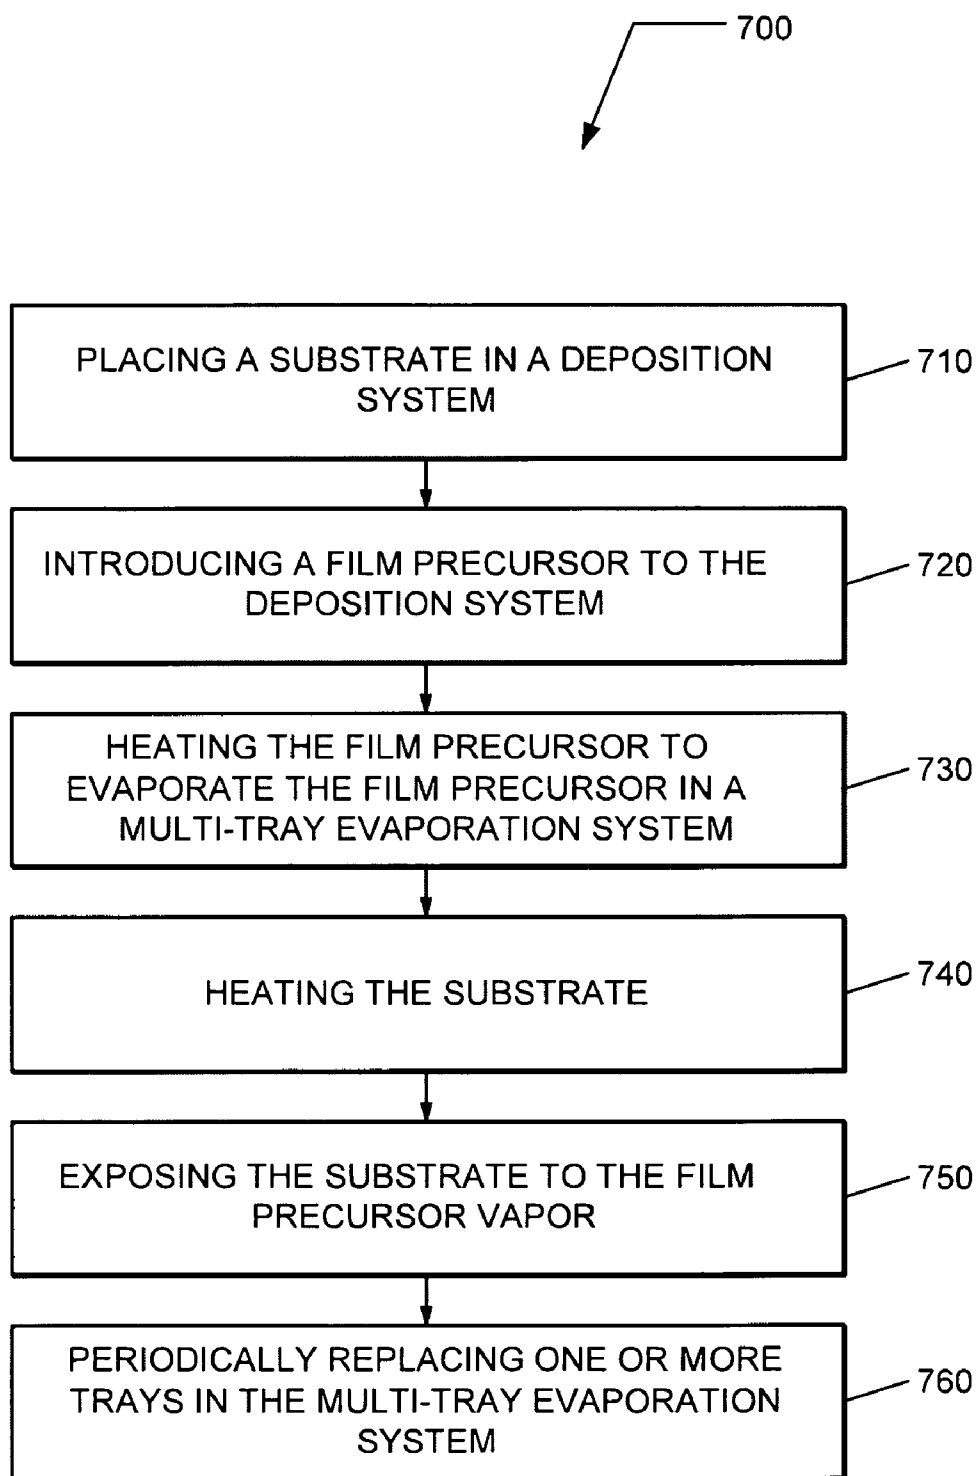 700
PLACING A SUBSTRATE IN A DEPOSITION
SYSTEM
710
INTRODUCING A FILM PRECURSOR TO THE
DEPOSITION SYSTEM
720
HEATING THE FILM PRECURSOR TO
EVAPORATE THE FILM PRECURSOR IN A
MULTI-TRAY EVAPORATION SYSTEM
730
HEATING THE SUBSTRATE
740
EXPOSING THE SUBSTRATE TO THE FILM
PRECURSOR VAPOR
750
PERIODICALLY REPLACING ONE OR MORE
TRAYS IN THE MULTI-TRAY EVAPORATION
SYSTEM
760